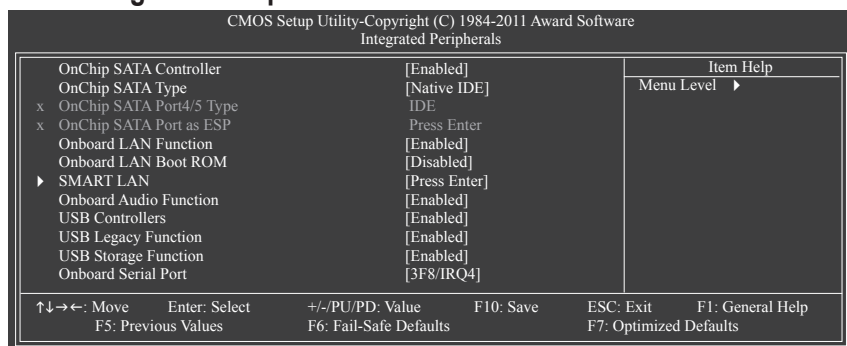 CMOS Setup Utility-Copyright (C) 1984-2011 Award Software
Integrated Peripherals
OnChip SATA Controller [Enabled]
OnChip SATA Type [Native IDE]
x OnChip SATA Port4/5 Type IDE
x OnChip SATA Port as ESP Press Enter
Onboard LAN Function [Enabled]
Onboard LAN Boot ROM [Disabled]
▶ SMART LAN [Press Enter]
Onboard Audio Function [Enabled]
USB Controllers [Enabled]
USB Legacy Function [Enabled]
USB Storage Function [Enabled]
Onboard Serial Port [3F8/IRQ4]
Item Help
Menu Level ▶
↑↓→←: Move Enter: Select +/-/PU/PD: Value F10: Save ESC: Exit F1: General Help
F5: Previous Values F6: Fail-Safe Defaults F7: Optimized Defaults